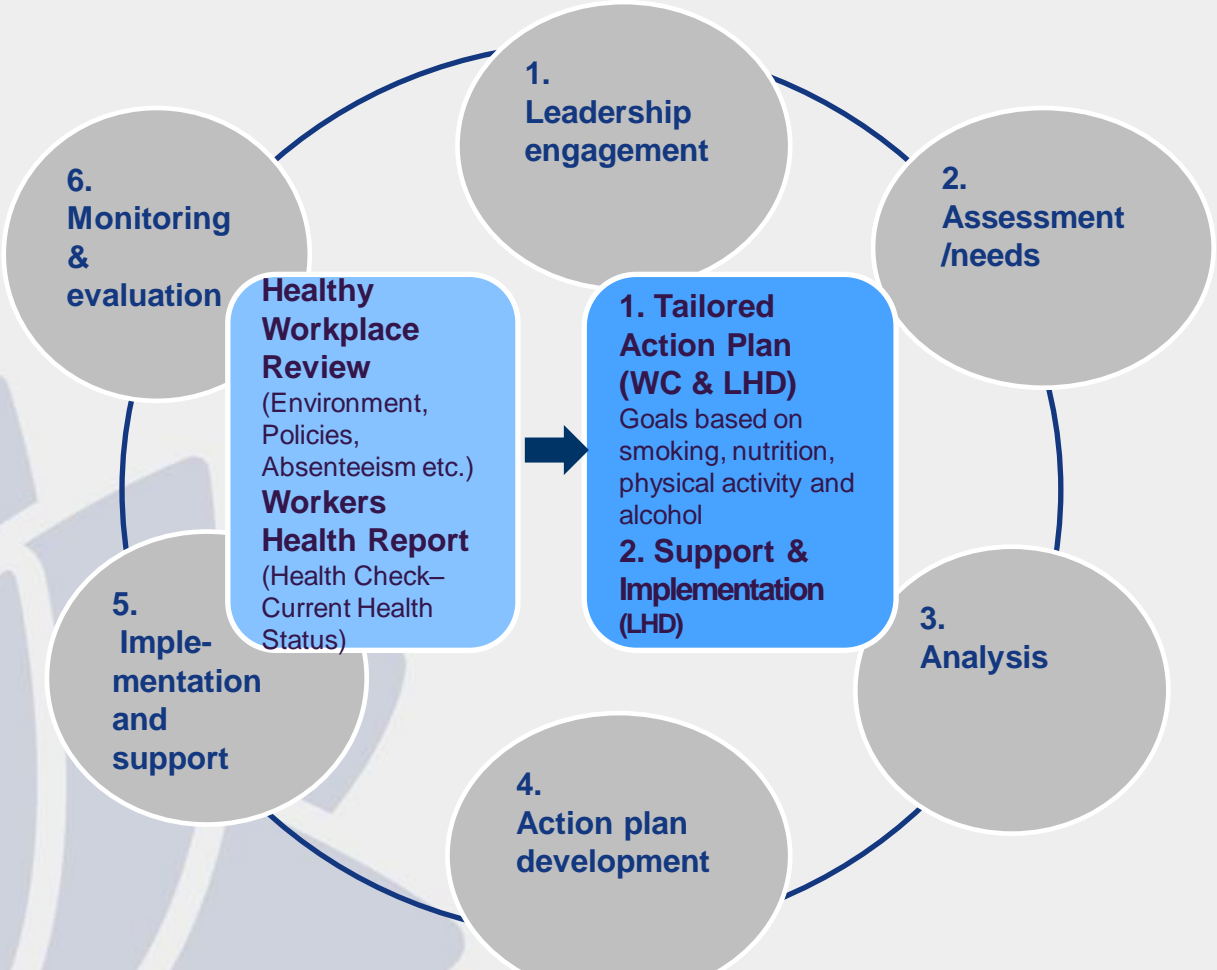 1.
Leadership
engagement
2.
Assessment
/needs
3.
Analysis
4.
Action plan
development
5.
Imple-
mentation
and
support
6.
Monitoring
&
evaluation
Healthy
Workplace
Review
(Environment,
Policies,
Absenteeism etc.)
Workers
Health Report
(Health Check–
Current Health
Status)
1. Tailored
Action Plan
(WC & LHD)
Goals based on
smoking, nutrition,
physical activity and
alcohol
2. Support &
Implementation
(LHD)